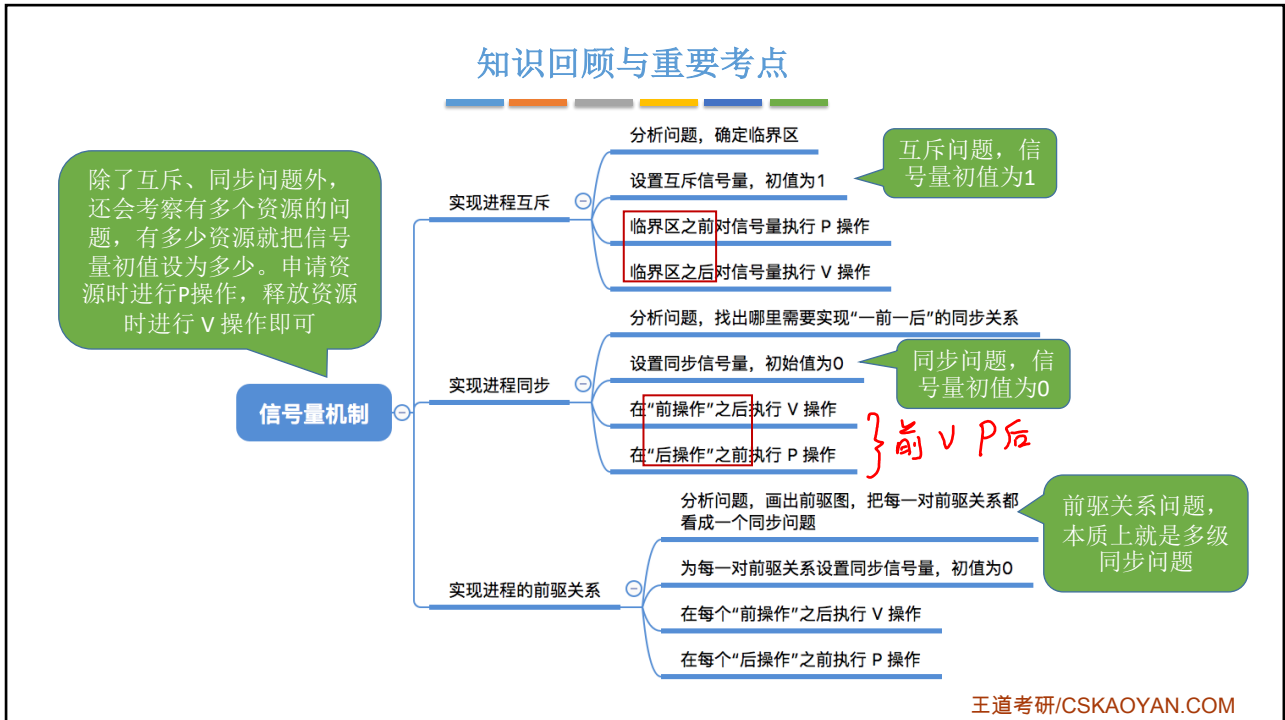 知识回顾与重要考点
除了互斥、同步问题外，
还会考察有多个资源的问
题，有多少资源就把信号
量初值设为多少。申请资
源时进行P操作，释放资源
时进行 V 操作即可
信号量机制
实现进程互斥
分析问题，确定临界区
设置互斥信号量，初值为1
临界区之前对信号量执行 P 操作
临界区之后对信号量执行 V 操作
互斥问题，信
号量初值为1
实现进程同步
分析问题，找出哪里需要实现“一前一后”的同步关系
设置同步信号量，初始值为0
在“前操作”之后执行 V 操作
在“后操作”之前执行 P 操作
同步问题，信
号量初值为0
前 V P后
实现进程的前驱关系
分析问题，画出前驱图，把每一对前驱关系都
看成一个同步问题
为每一对前驱关系设置同步信号量，初值为0
在每个“前操作”之后执行 V 操作
在每个“后操作”之前执行 P 操作
前驱关系问题，
本质上就是多级
同步问题
王道考研/CSKAOYAN.COM